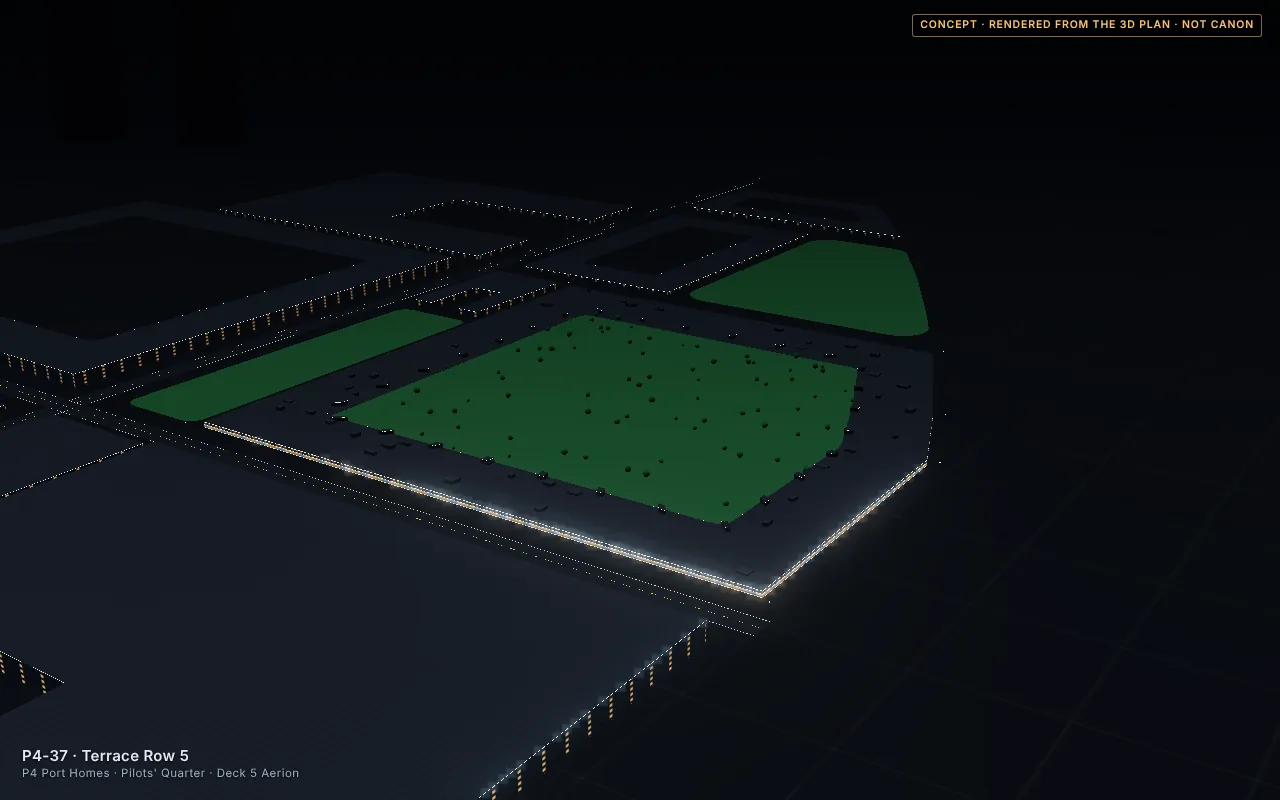 CONCEPT · RENDERED FROM THE 3D PLAN · NOT CANON
P4-37 · Terrace Row 5
P4 Port Homes · Pilots' Quarter · Deck 5 Aerion